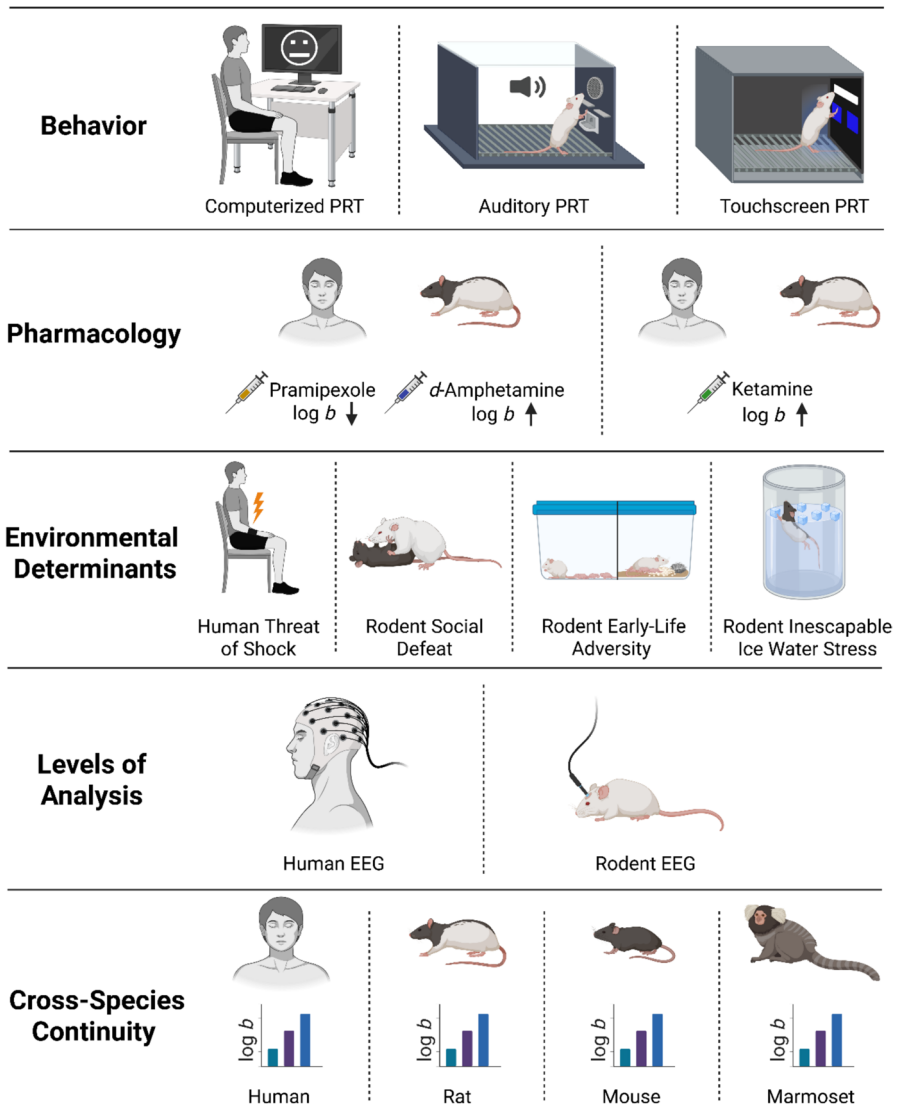 Behavior
Computerized PRT
Auditory PRT
Touchscreen PRT
Pharmacology
Pramipexole
log b ↓
d-Amphetamine
log b ↑
Ketamine
log b ↑
Environmental
Determinants
Human Threat
of Shock
Rodent Social
Defeat
Rodent Early-Life
Adversity
Rodent Inescapable
Ice Water Stress
Levels of
Analysis
Human EEG
Rodent EEG
Cross-Species
Continuity
log b
Human
log b
Rat
log b
Mouse
log b
Marmoset